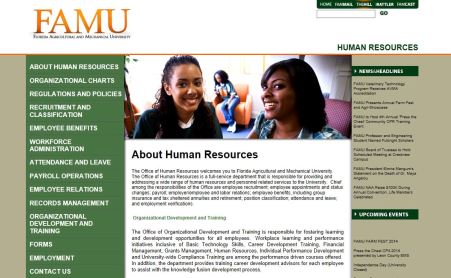 HOME FAMMAIL THEHILL RATTLER FANCAST
GO
FAMU
FLORIDA AGRICULTURAL AND MECHANICAL UNIVERSITY
HUMAN RESOURCES
ABOUT HUMAN RESOURCES
ORGANIZATIONAL CHARTS
REGULATIONS AND POLICIES
RECRUITMENT AND
CLASSIFICATION
EMPLOYEE BENEFITS
WORKFORCE
ADMINISTRATION
ATTENDANCE AND LEAVE
PAYROLL OPERATIONS
EMPLOYEE RELATIONS
RECORDS MANAGEMENT
ORGANIZATIONAL
DEVELOPMENT AND
TRAINING
FORMS
EMPLOYMENT
CONTACT US
About Human Resources
The Office of Human Resources welcomes you to Florida Agricultural and Mechanical University
The Office of Human Resources is a full-service department that is responsible for providing and
addressing a wide range of human resources and personnel related services to the University. Chief
among the responsibilities of the Office are employee recruitment; employee appointments and status
changes; payroll; employee/employee and labor relations; employee benefits, including group
insurance and tax sheltered annuities and retirement; position classification; attendance and leave;
and employment verifications
Organizational Development and Training
The Office of Organizational Development and Training is responsible for fostering learning
and development opportunities for all employees. Workplace learning and performance
initiatives inclusive of Basic Technology Skills, Career Development Training, Financial
Management, Grants Management, Human Resources, Individual Performance Development
and University-wide Compliance Training are among the performance driven courses offered.
In addition, the department provides training career development advisors for each employee
to assist with the knowledge fusion development process.
NEWS/HEADLINES
FAMU Veterinary Technology
Program Receives AVMA
Accreditation
FAMU Presents Annual Farm Fest
and Agri-Showcase
FAMU to Host 4th Annual 'Press the
Chest' Community CPR Training
Event
FAMU Professor and Engineering
Student Named Fulbright Scholars
FAMU Board of Trustees to Host
Scheduled Meeting at Crestview
Campus
FAMU President Elmira Mangum's
Statement on the Death of Dr. Maya
Angelou
FAMU NAA Raise $100K During
Annual Convention, Life Members
Celebrated
UPCOMING EVENTS
FAMU FARM FEST 2014
Press the Chest CPR 2014
presented by Leon County EMS
Independence Day (University
Closed)